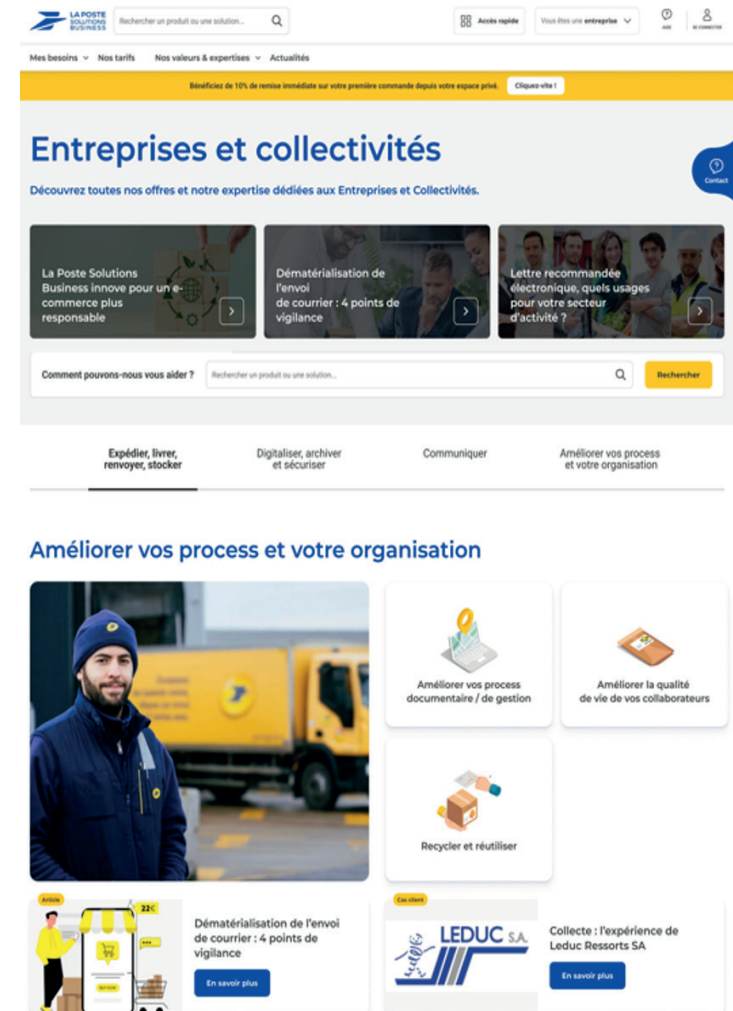 LA POSTE
SOLUTIONS
BUSINESS
Rechercher un produit ou une solution...
Accès rapide
Vous êtes une entreprise
AIDE
SE CONNECTER
Mes besoins
Nos tarifs
Nos valeurs & expertises
Actualités
Bénéficiez de 10% de remise immédiate sur votre première commande depuis votre espace privé.
Cliquez-vite !
Entreprises et collectivités
Contact
Découvrez toutes nos offres et notre expertise dédiées aux Entreprises et Collectivités.
La Poste Solutions
Business innove pour un e-
commerce plus
responsable
Dématérialisation de
l'envoi
de courrier : 4 points de
vigilance
Lettre recommandée
électronique, quels usages
pour votre secteur
d'activité ?
Comment pouvons-nous vous aider ?
Rechercher un produit ou une solution...
Rechercher
Expédier, livrer,
renvoyer, stocker
Digitaliser, archiver
et sécuriser
Communiquer
Améliorer vos process
et votre organisation
Améliorer vos process et votre organisation
Améliorer vos process
documentaire / de gestion
Améliorer la qualité
de vie de vos collaborateurs
Recycler et réutiliser
Article
22€
Dématérialisation de l'envoi
de courrier : 4 points de
vigilance
En savoir plus
Cas client
LEDUC S.A.
Collecte : l'expérience de
Leduc Ressorts SA
En savoir plus